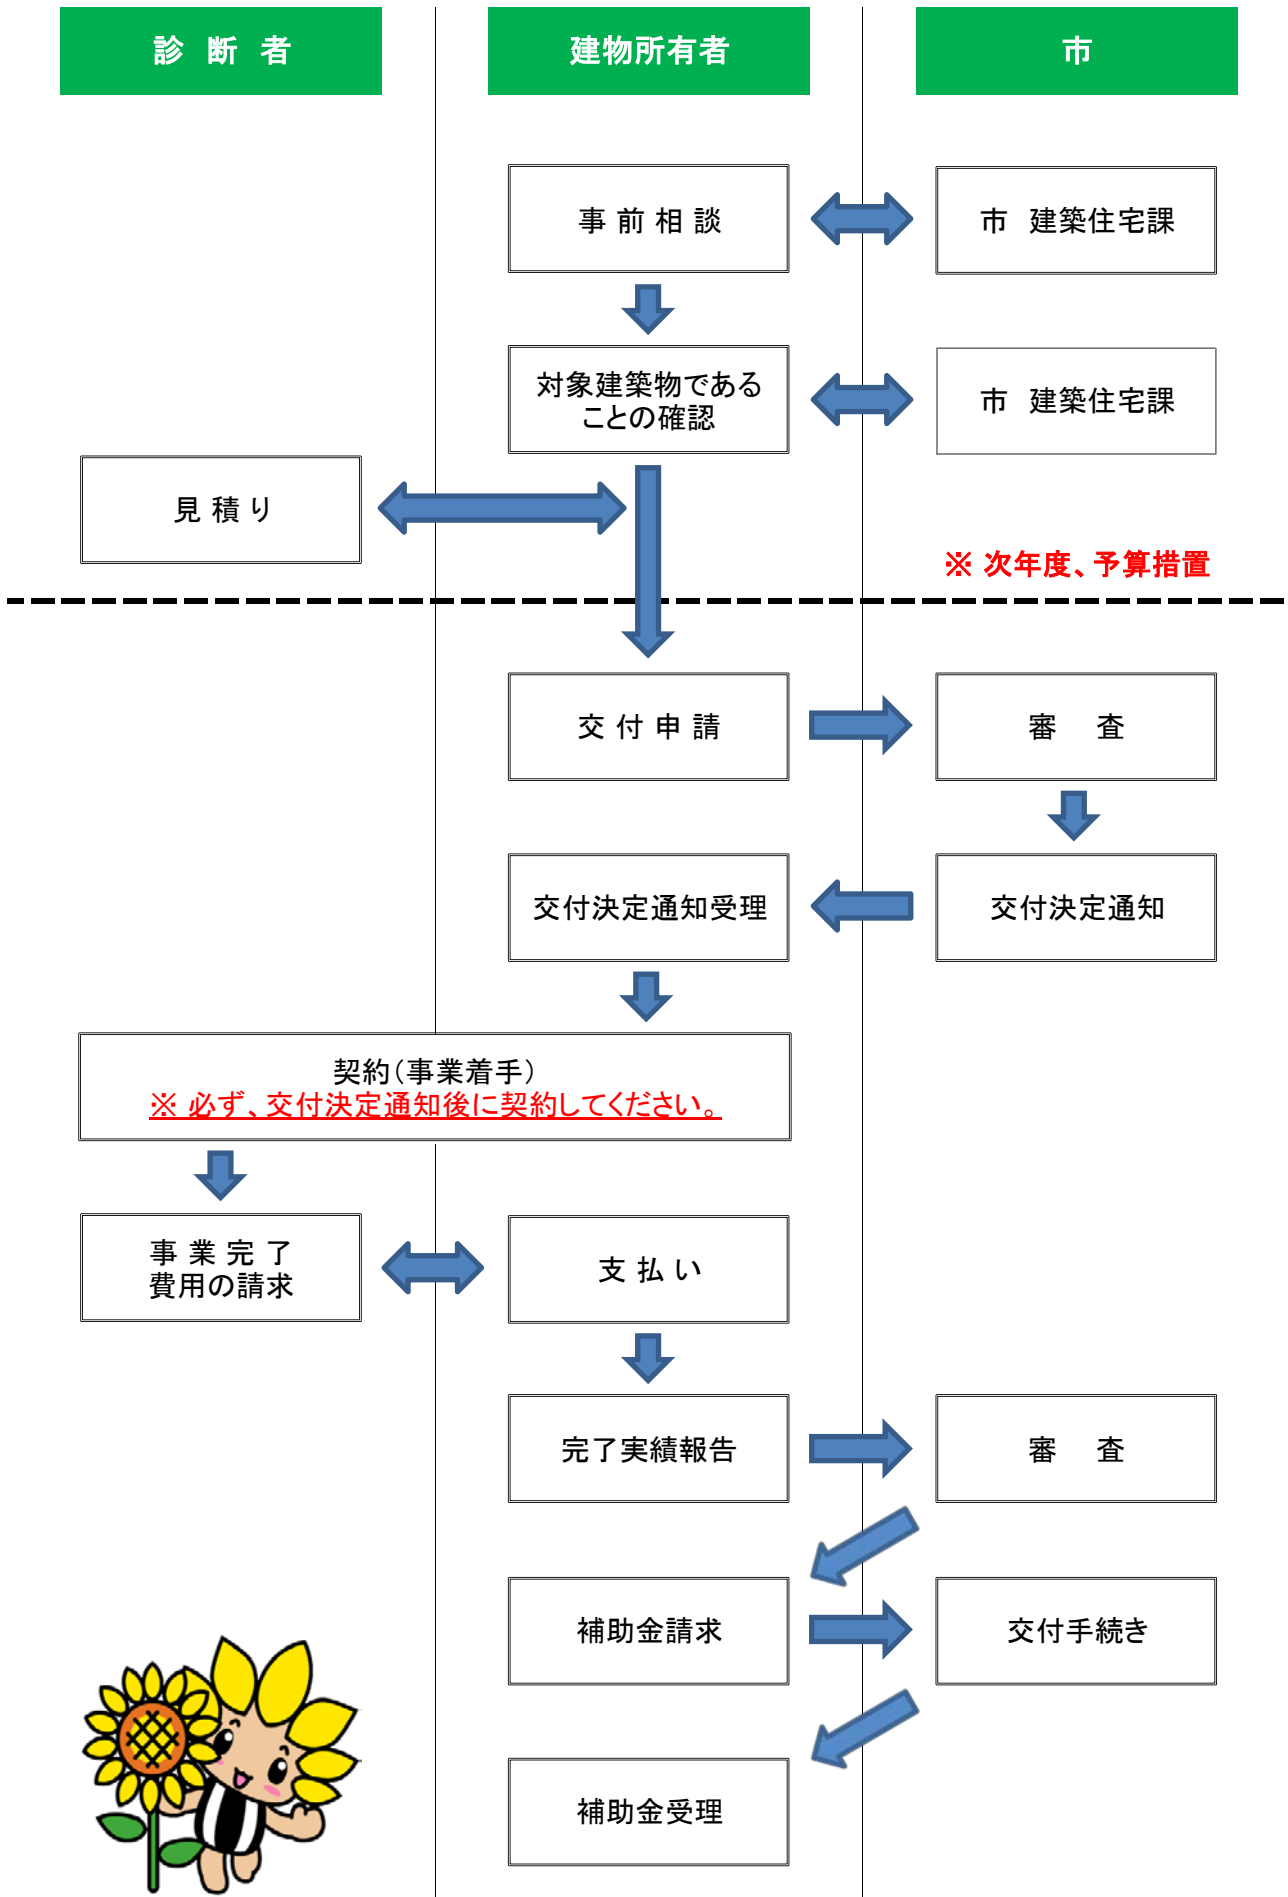 診 断 者
建物所有者
市
事 前 相 談
市 建築住宅課
対象建築物である
ことの確認
市 建築住宅課
見 積 り
※ 次年度、予算措置
交 付 申 請
審 査
交付決定通知受理
交付決定通知
契約(事業着手)
※ 必ず、交付決定通知後に契約してください。
事 業 完 了
費用の請求
支 払 い
完了実績報告
審 査
補助金請求
交付手続き
補助金受理